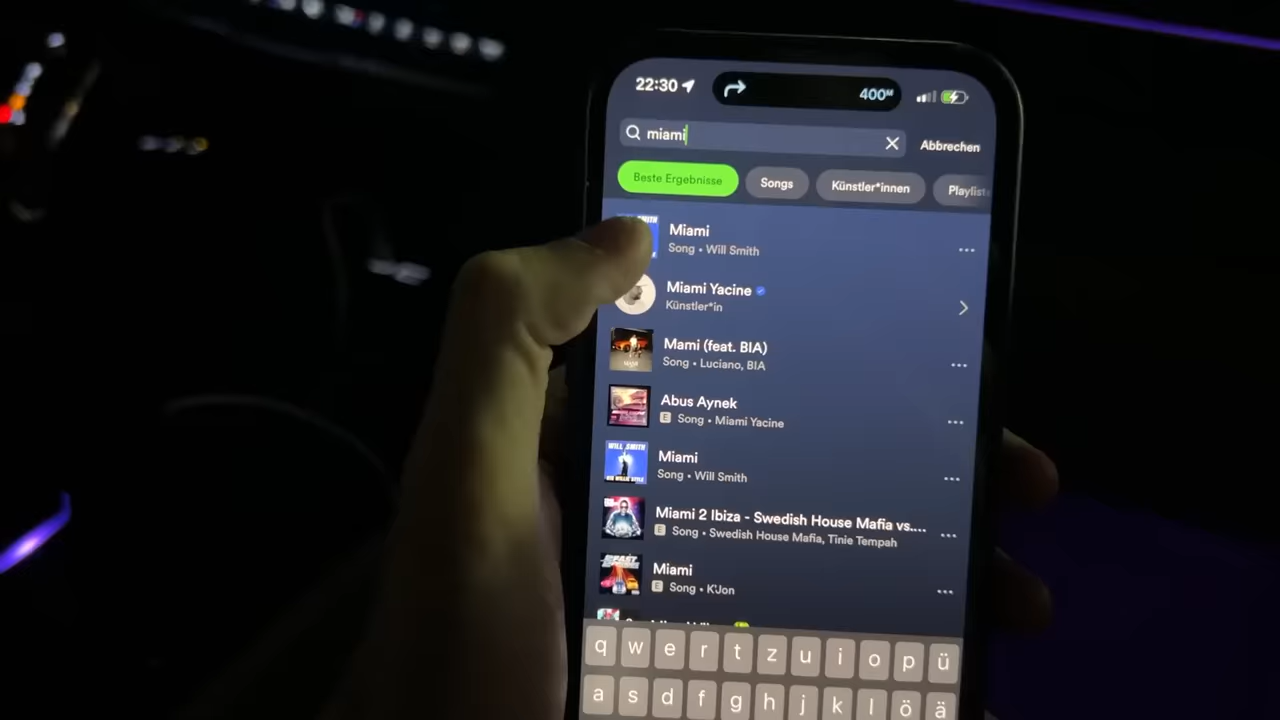 22:30
400M
miami
Abbrechen
Beste Ergebnisse
Songs
Künstler*innen
Playlist
Miami
Song • Will Smith
Miami Yacine
Künstler*in
Mami (feat. BIA)
Song • Luciano, BIA
Abus Aynek
E Song • Miami Yacine
WILL SMITH
Miami
Song • Will Smith
Miami 2 Ibiza - Swedish House Mafia vs....
E Song • Swedish House Mafia, Tinie Tempah
Miami
E Song • K'Jon
q w e r t z u i o p ü
a s d f g h j k l ö ä